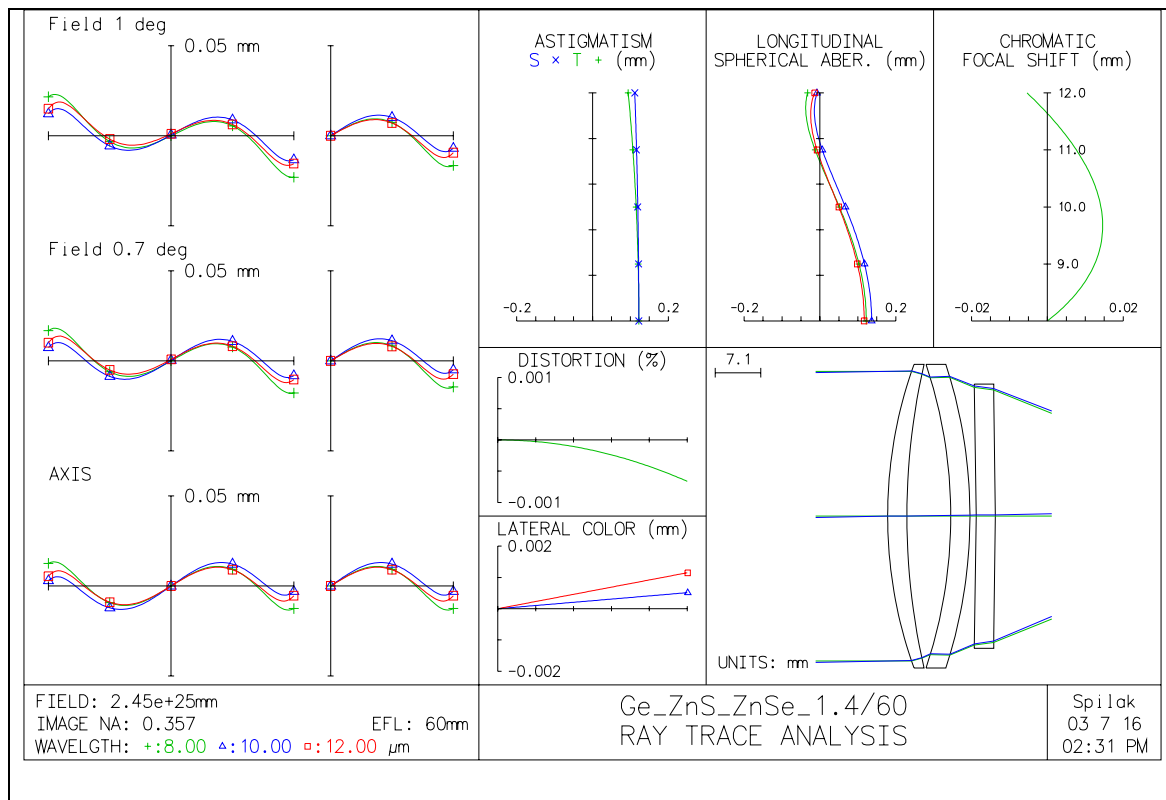 Field 1 deg
0.05 mm
Field 0.7 deg
0.05 mm
AXIS
0.05 mm
ASTIGMATISM
S × T + (mm)
-0.2 0.2
LONGITUDINAL
SPHERICAL ABER. (mm)
-0.2 0.2
CHROMATIC
FOCAL SHIFT (mm)
12.0
11.0
10.0
9.0
-0.02 0.02
DISTORTION (%)
0.001
-0.001
LATERAL COLOR (mm)
0.002
-0.002
7.1
UNITS: mm
FIELD: 2.45e+25mm
IMAGE NA: 0.357 EFL: 60mm
WAVELGTH: +:8.00 △:10.00 □:12.00 µm
Ge_ZnS_ZnSe_1.4/60
RAY TRACE ANALYSIS
Spilak
03 7 16
02:31 PM